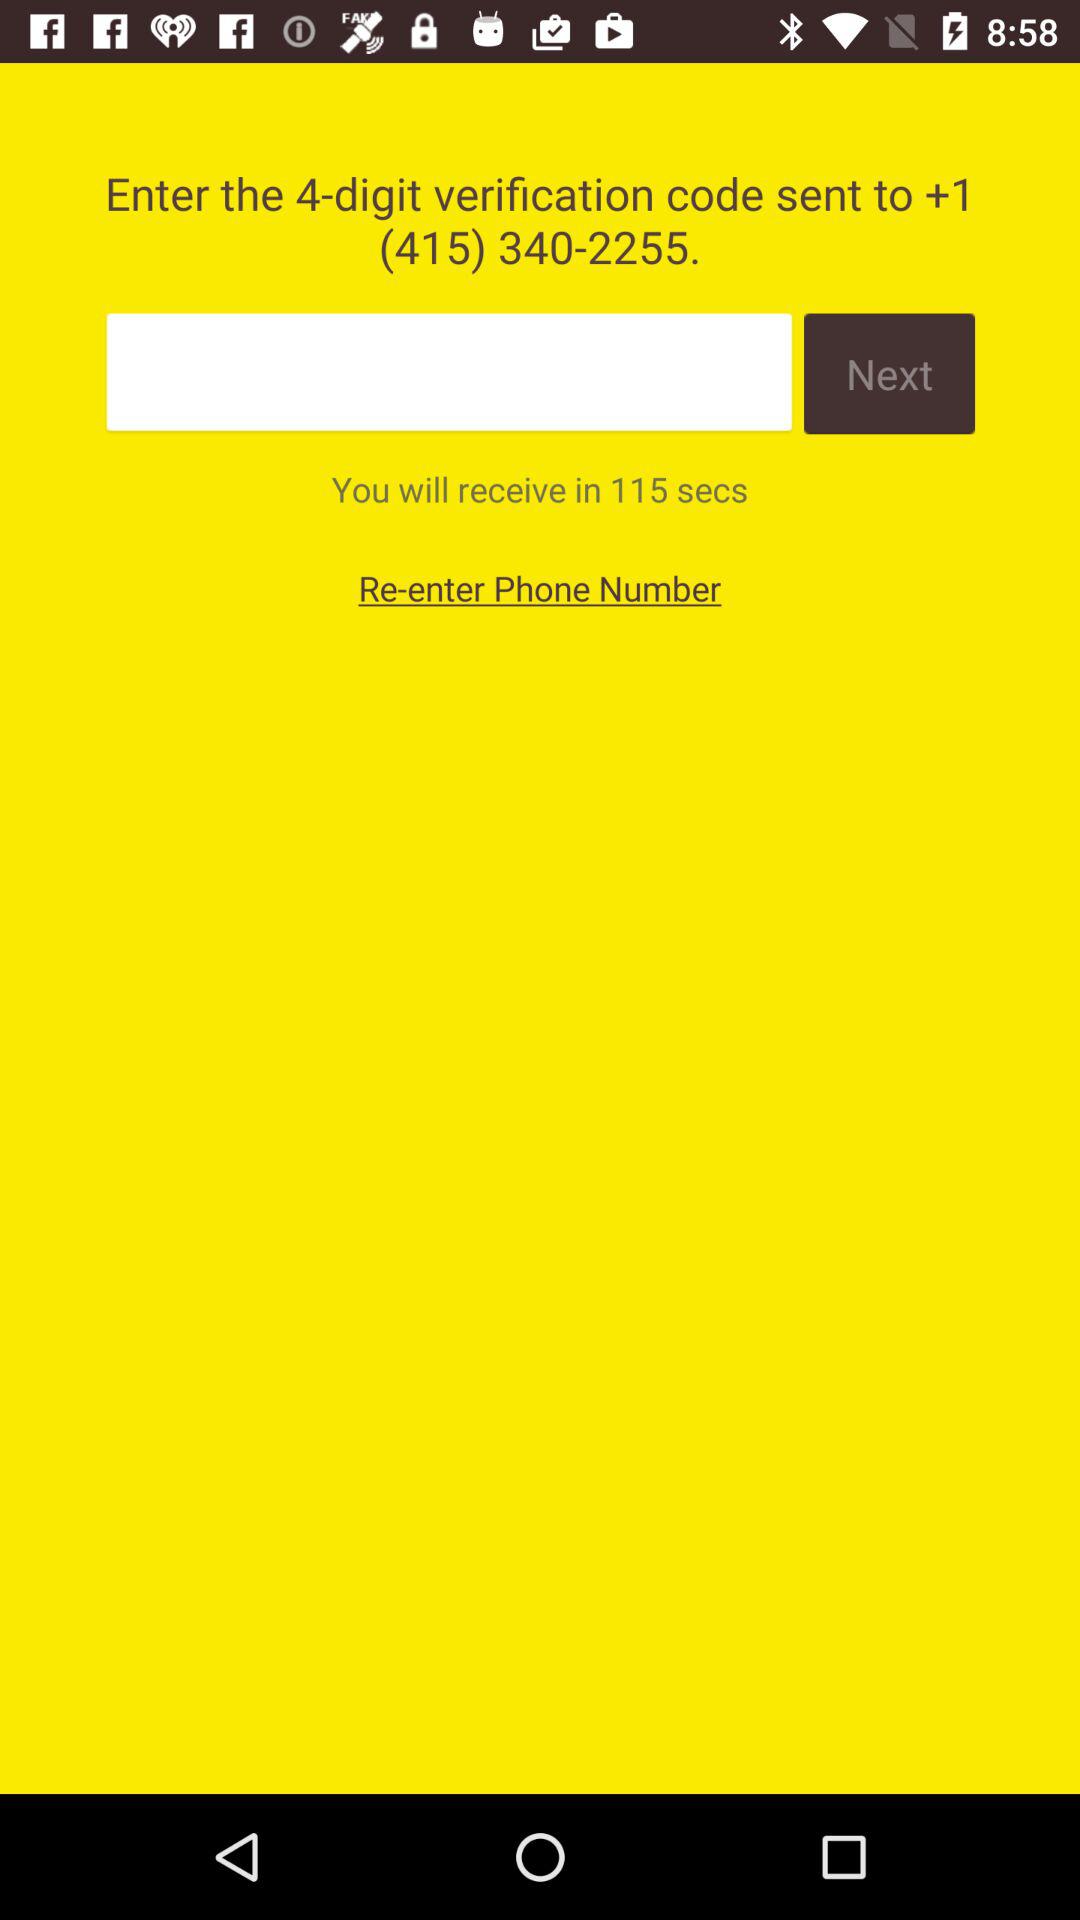 FAKE
8:58
Enter the 4-digit verification code sent to +1
(415) 340-2255.
Next
You will receive in 115 secs
Re-enter Phone Number